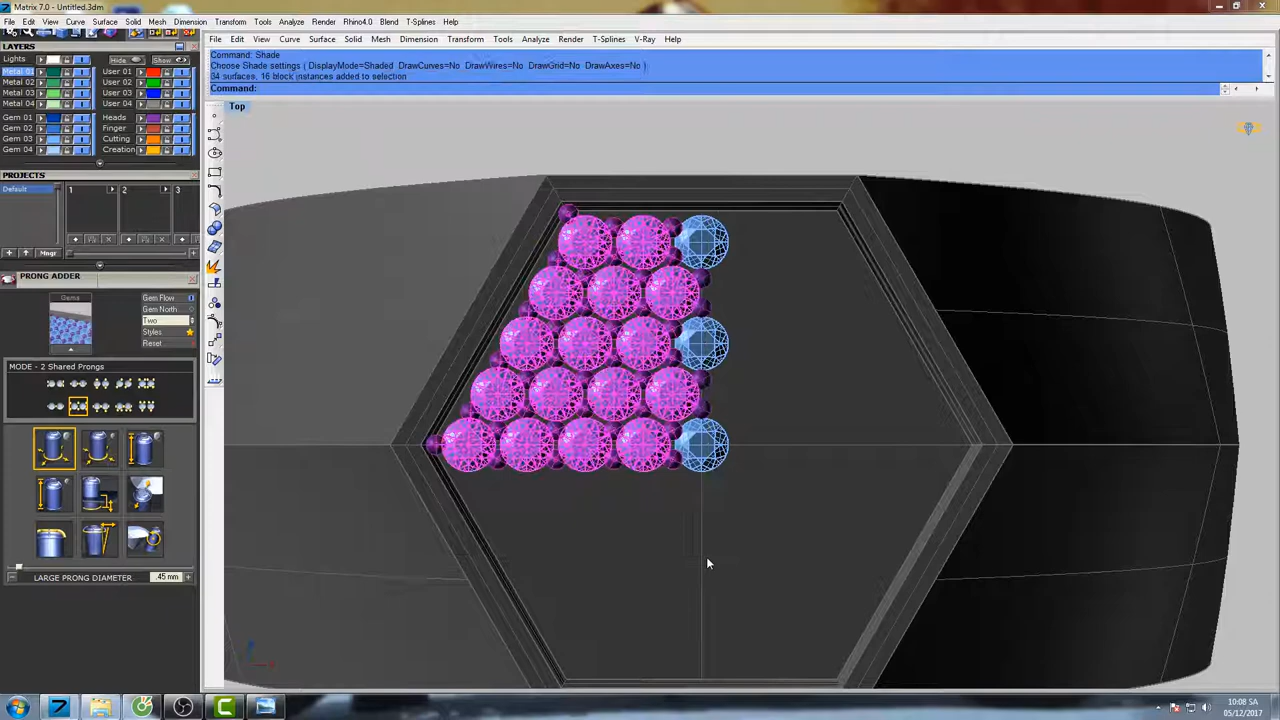 Matrix 7.0 - Untitled.3dm
File Edit View Curve Surface Solid Mesh Dimension Transform Tools Analyze Render Rhino4.0 Blend T-Splines Help
File Edit View Curve Surface Solid Mesh Dimension Transform Tools Analyze Render T-Splines V-Ray Help
LAYERS
Hide Show
Lights
Metal 01 User 01
Metal 02 User 02
Metal 03 User 03
Metal 04 User 04
Gem 01 Heads
Gem 02 Finger
Gem 03 Cutting
Gem 04 Creation
Command: Shade
Choose Shade settings ( DisplayMode=Shaded DrawCurves=No DrawWires=No DrawGrid=No DrawAxes=No ):
34 surfaces, 16 block instances added to selection
Command:
Top
PROJECTS
Default 1 2 3
Mngr
PRONG ADDER
Gems
Gem Flow
Gem North
Two
Styles
Reset
MODE - 2 Shared Prongs
LARGE PRONG DIAMETER .45 mm
10:08 SA
05/12/2017